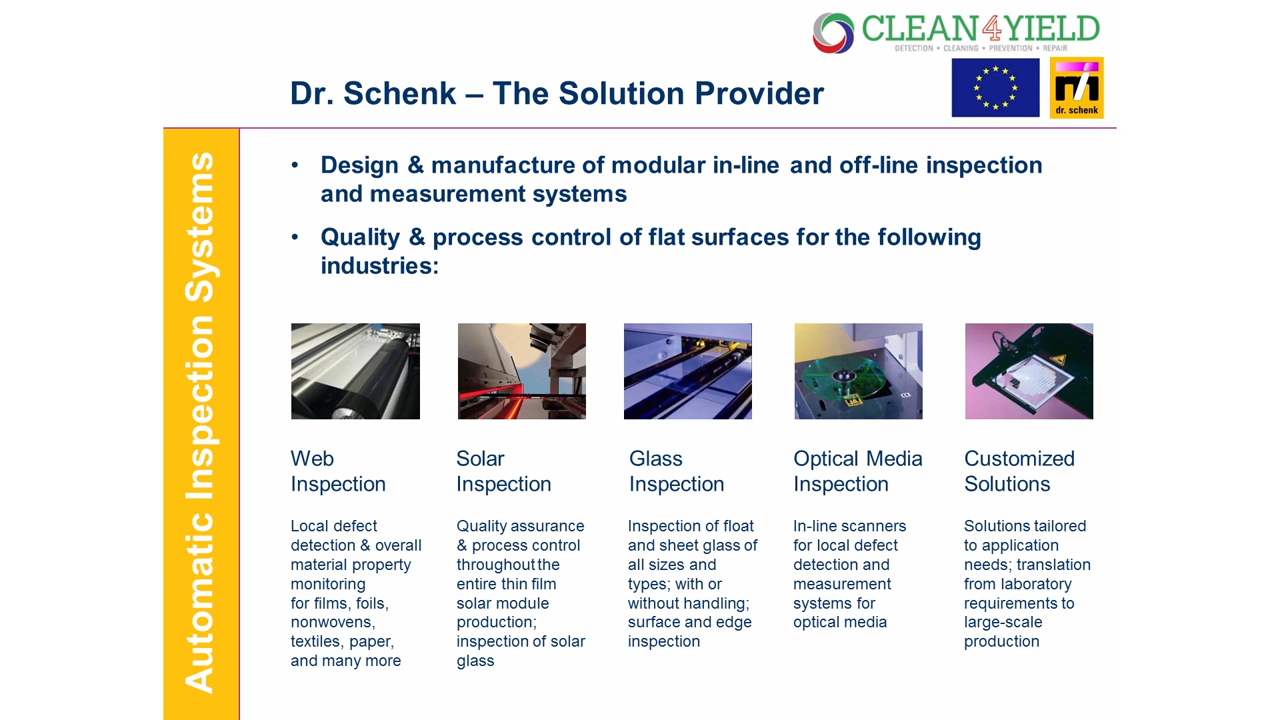 CLEAN4YIELD
DETECTION • CLEANING • PREVENTION • REPAIR
Dr. Schenk – The Solution Provider
dr. schenk
Automatic Inspection Systems
• Design & manufacture of modular in-line and off-line inspection
and measurement systems
• Quality & process control of flat surfaces for the following
industries:
Web
Inspection
Local defect
detection & overall
material property
monitoring
for films, foils,
nonwovens,
textiles, paper,
and many more
Solar
Inspection
Quality assurance
& process control
throughout the
entire thin film
solar module
production;
inspection of solar
glass
Glass
Inspection
Inspection of float
and sheet glass of
all sizes and
types; with or
without handling;
surface and edge
inspection
Optical Media
Inspection
In-line scanners
for local defect
detection and
measurement
systems for
optical media
Customized
Solutions
Solutions tailored
to application
needs; translation
from laboratory
requirements to
large-scale
production